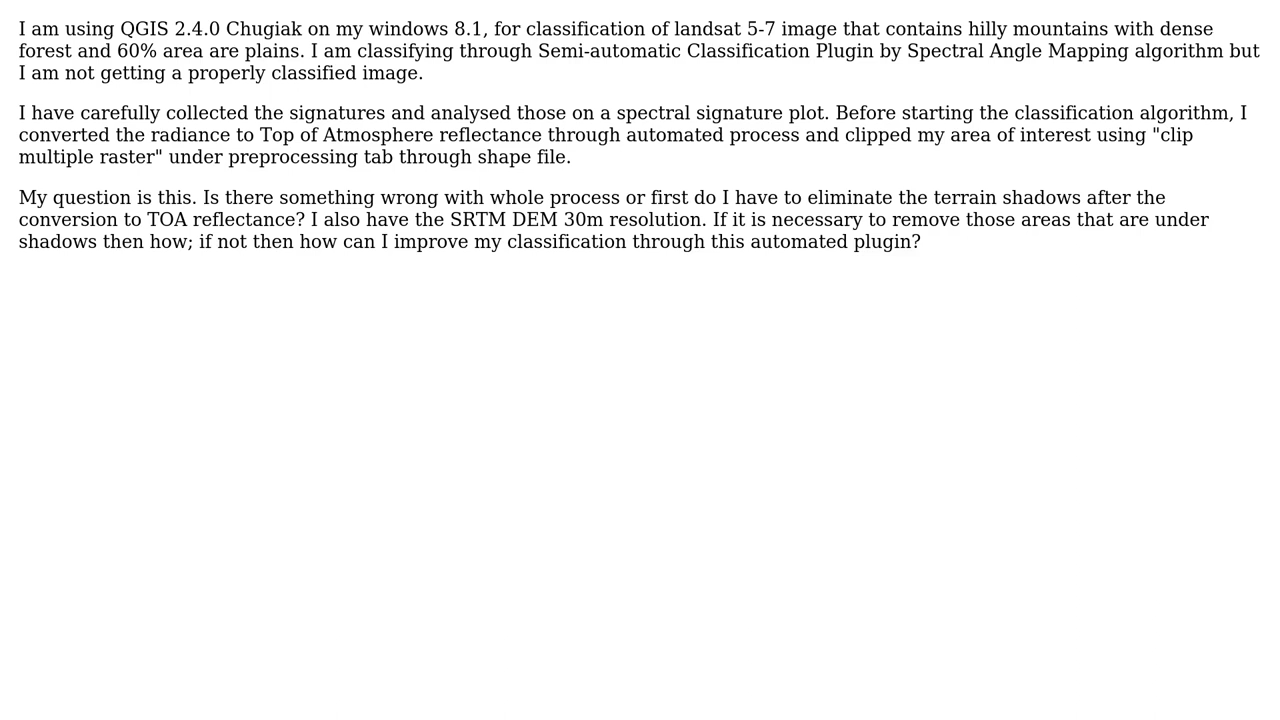 I am using QGIS 2.4.0 Chugiak on my windows 8.1, for classification of landsat 5-7 image that contains hilly mountains with dense
forest and 60% area are plains. I am classifying through Semi-automatic Classification Plugin by Spectral Angle Mapping algorithm but
I am not getting a properly classified image.
I have carefully collected the signatures and analysed those on a spectral signature plot. Before starting the classification algorithm, I
converted the radiance to Top of Atmosphere reflectance through automated process and clipped my area of interest using "clip
multiple raster" under preprocessing tab through shape file.
My question is this. Is there something wrong with whole process or first do I have to eliminate the terrain shadows after the
conversion to TOA reflectance? I also have the SRTM DEM 30m resolution. If it is necessary to remove those areas that are under
shadows then how; if not then how can I improve my classification through this automated plugin?